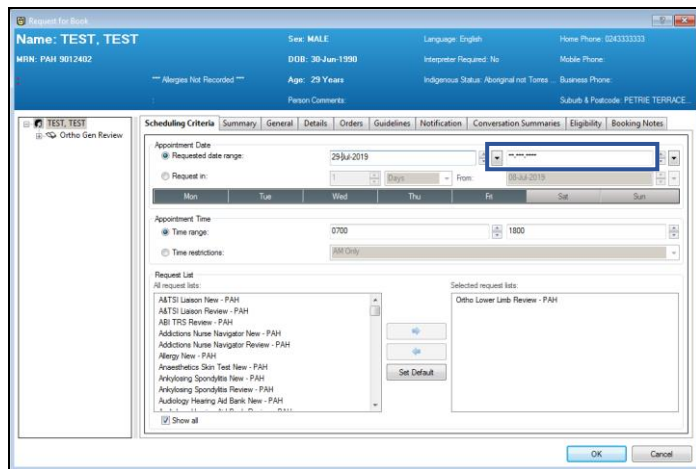 Request for Book
Name: TEST, TEST Sex: MALE Language: English Home Phone: 0243333333
MRN: PAH 9012402 DOB: 30-Jun-1990 Interpreter Required: No Mobile Phone:
*** Allergies Not Recorded *** Age: 29 Years Indigenous Status: Aboriginal not Torres ... Business Phone:
: Person Comments: Suburb & Postcode: PETRIE TERRACE...
TEST, TEST
Ortho Gen Review
Scheduling Criteria Summary General Details Orders Guidelines Notification Conversation Summaries Eligibility Booking Notes
Appointment Date
Requested date range: 29-Jul-2019 **-***-****
Request in: 1 Days From: 08-Jul-2019
Mon Tue Wed Thu Fri Sat Sun
Appointment Time
Time range: 0700 1800
Time restrictions: AM Only
Request List
All request lists: Selected request lists:
A&TSI Liaison New - PAH Ortho Lower Limb Review - PAH
A&TSI Liaison Review - PAH
ABI TRS Review - PAH
Addictions Nurse Navigator New - PAH
Addictions Nurse Navigator Review - PAH
Allergy New - PAH
Anaesthetics Skin Test New - PAH
Ankylosing Spondylitis New - PAH
Ankylosing Spondylitis Review - PAH
Audiology Hearing Aid Bank New - PAH
Set Default
Show all
OK Cancel